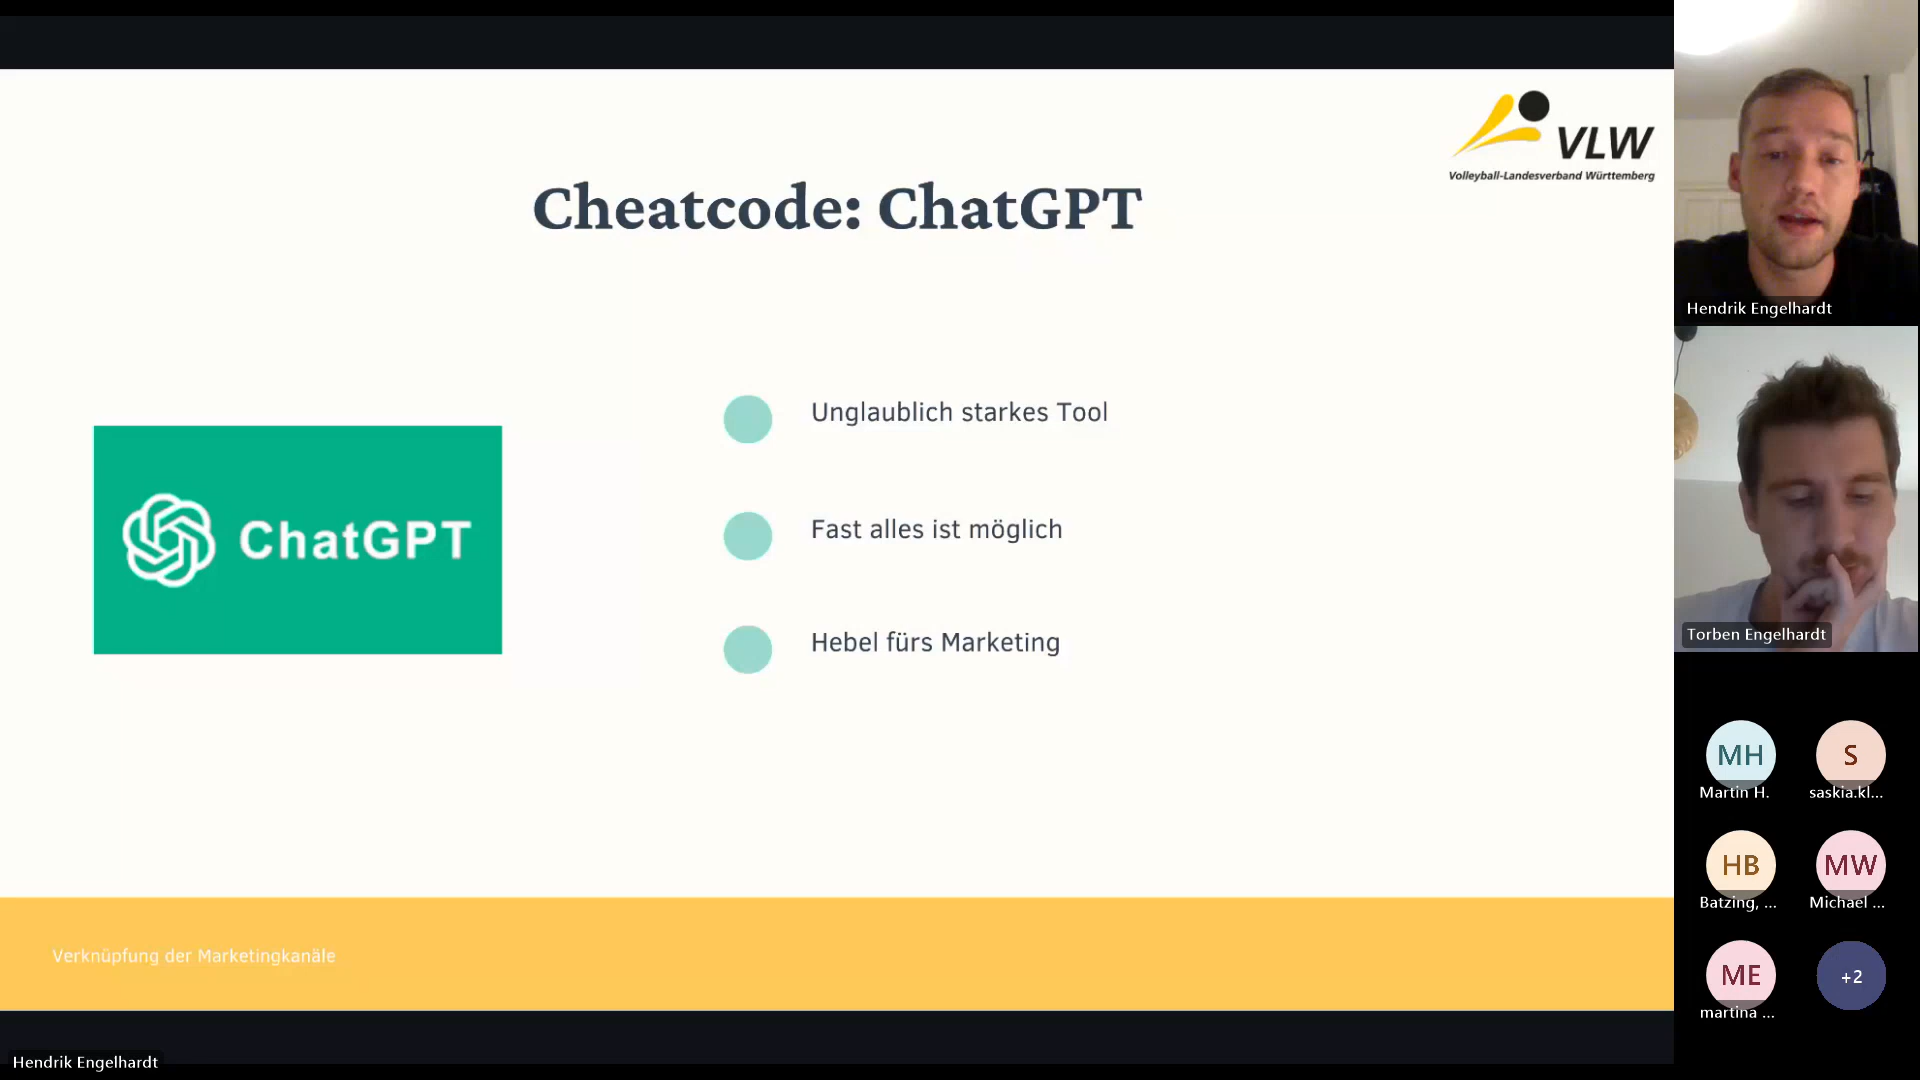 VLW
Volleyball-Landesverband Württemberg
Cheatcode: ChatGPT
ChatGPT
Unglaublich starkes Tool
Fast alles ist möglich
Hebel fürs Marketing
Verknüpfung der Marketingkanäle
Hendrik Engelhardt
Hendrik Engelhardt
Torben Engelhardt
MH
Martin H.
S
saskia.kl...
HB
Batzing, ...
MW
Michael ...
ME
martina ...
+2